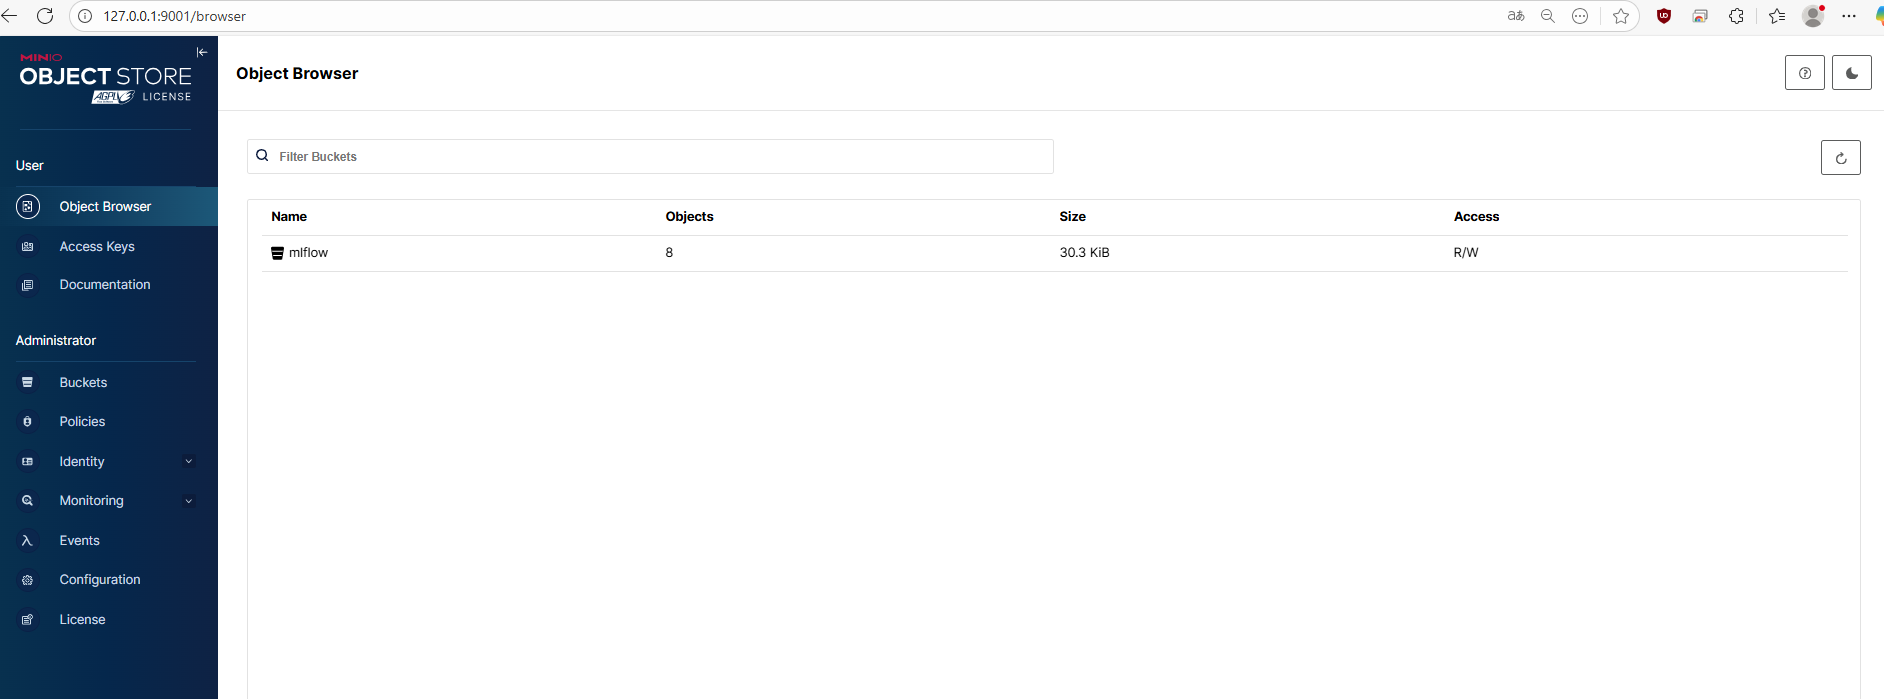 127.0.0.1:9001/browser
aあ
MINIO
OBJECT STORE
AGPLv3 LICENSE
Object Browser
User
Object Browser
Access Keys
Documentation
Administrator
Buckets
Policies
Identity
Monitoring
Events
Configuration
License
Filter Buckets
Name Objects Size Access
mlflow 8 30.3 KiB R/W